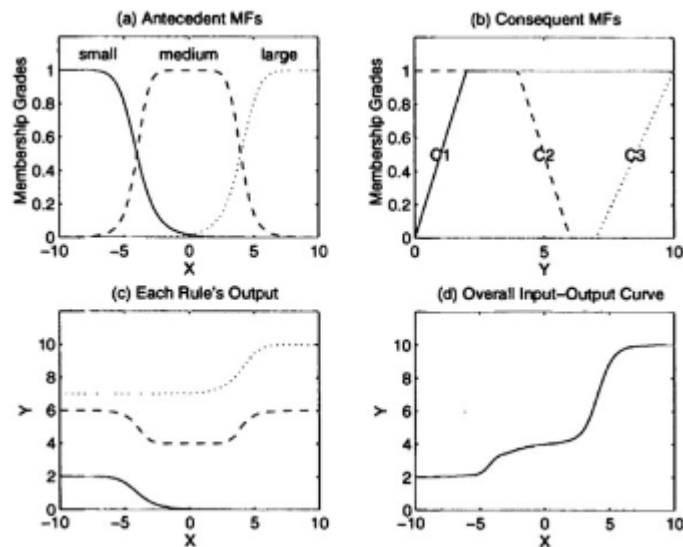 (a) Antecedent MFs
small medium large
Membership Grades
1
0.8
0.6
0.4
0.2
0
-10 -5 0 5 10
X
(b) Consequent MFs
Membership Grades
1
0.8
0.6
0.4
0.2
0
C1 C2 C3
0 5 10
Y
(c) Each Rule's Output
Y
10
8
6
4
2
0
-10 -5 0 5 10
X
(d) Overall Input-Output Curve
Y
10
8
6
4
2
0
-10 -5 0 5 10
X